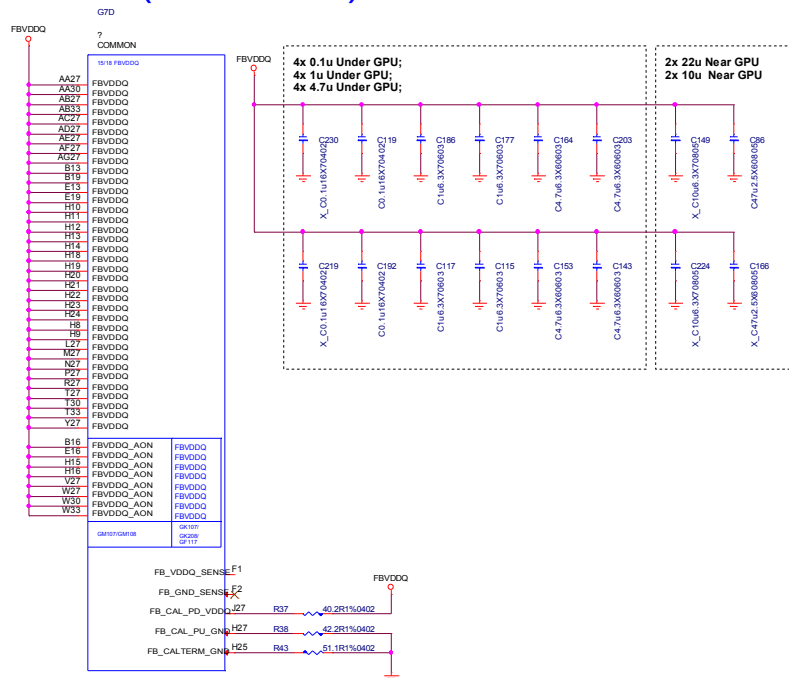 G7D
?
COMMON
FBVDDQ
15/18 FBVDDQ
AA27 FBVDDQ
AA30 FBVDDQ
AB27 FBVDDQ
AB33 FBVDDQ
AC27 FBVDDQ
AD27 FBVDDQ
AE27 FBVDDQ
AF27 FBVDDQ
AG27 FBVDDQ
B13 FBVDDQ
B19 FBVDDQ
E13 FBVDDQ
E19 FBVDDQ
H10 FBVDDQ
H11 FBVDDQ
H12 FBVDDQ
H13 FBVDDQ
H14 FBVDDQ
H18 FBVDDQ
H19 FBVDDQ
H20 FBVDDQ
H21 FBVDDQ
H22 FBVDDQ
H23 FBVDDQ
H24 FBVDDQ
H8 FBVDDQ
H9 FBVDDQ
L27 FBVDDQ
M27 FBVDDQ
N27 FBVDDQ
P27 FBVDDQ
R27 FBVDDQ
T27 FBVDDQ
T30 FBVDDQ
T33 FBVDDQ
Y27 FBVDDQ
B16 FBVDDQ_AON FBVDDQ
E16 FBVDDQ_AON FBVDDQ
H15 FBVDDQ_AON FBVDDQ
H16 FBVDDQ_AON FBVDDQ
V27 FBVDDQ_AON FBVDDQ
W27 FBVDDQ_AON FBVDDQ
W30 FBVDDQ_AON FBVDDQ
W33 FBVDDQ_AON FBVDDQ
GM107/GM108
GK107/
GK208/
GF117
FB_VDDQ_SENSE F1
FB_GND_SENSE F2
FB_CAL_PD_VDDQ J27 R37 40.2R1%0402
FB_CAL_PU_GND H27 R38 42.2R1%0402
FB_CALTERM_GND H25 R43 51.1R1%0402
FBVDDQ
FBVDDQ
4x 0.1u Under GPU;
4x 1u Under GPU;
4x 4.7u Under GPU;
2x 22u Near GPU
2x 10u Near GPU
C230 X_C0.1u16X70402
C119 C0.1u16X70402
C186 C1u6.3X70603
C177 C1u6.3X70603
C164 C4.7u6.3X60603
C203 C4.7u6.3X60603
C149 X_C10u6.3X70805
C86 C47u2.5X60805
C219 X_C0.1u16X70402
C192 C0.1u16X70402
C117 C1u6.3X70603
C115 C1u6.3X70603
C153 C4.7u6.3X60603
C143 C4.7u6.3X60603
C224 X_C10u6.3X70805
C166 X_C47u2.5X60805